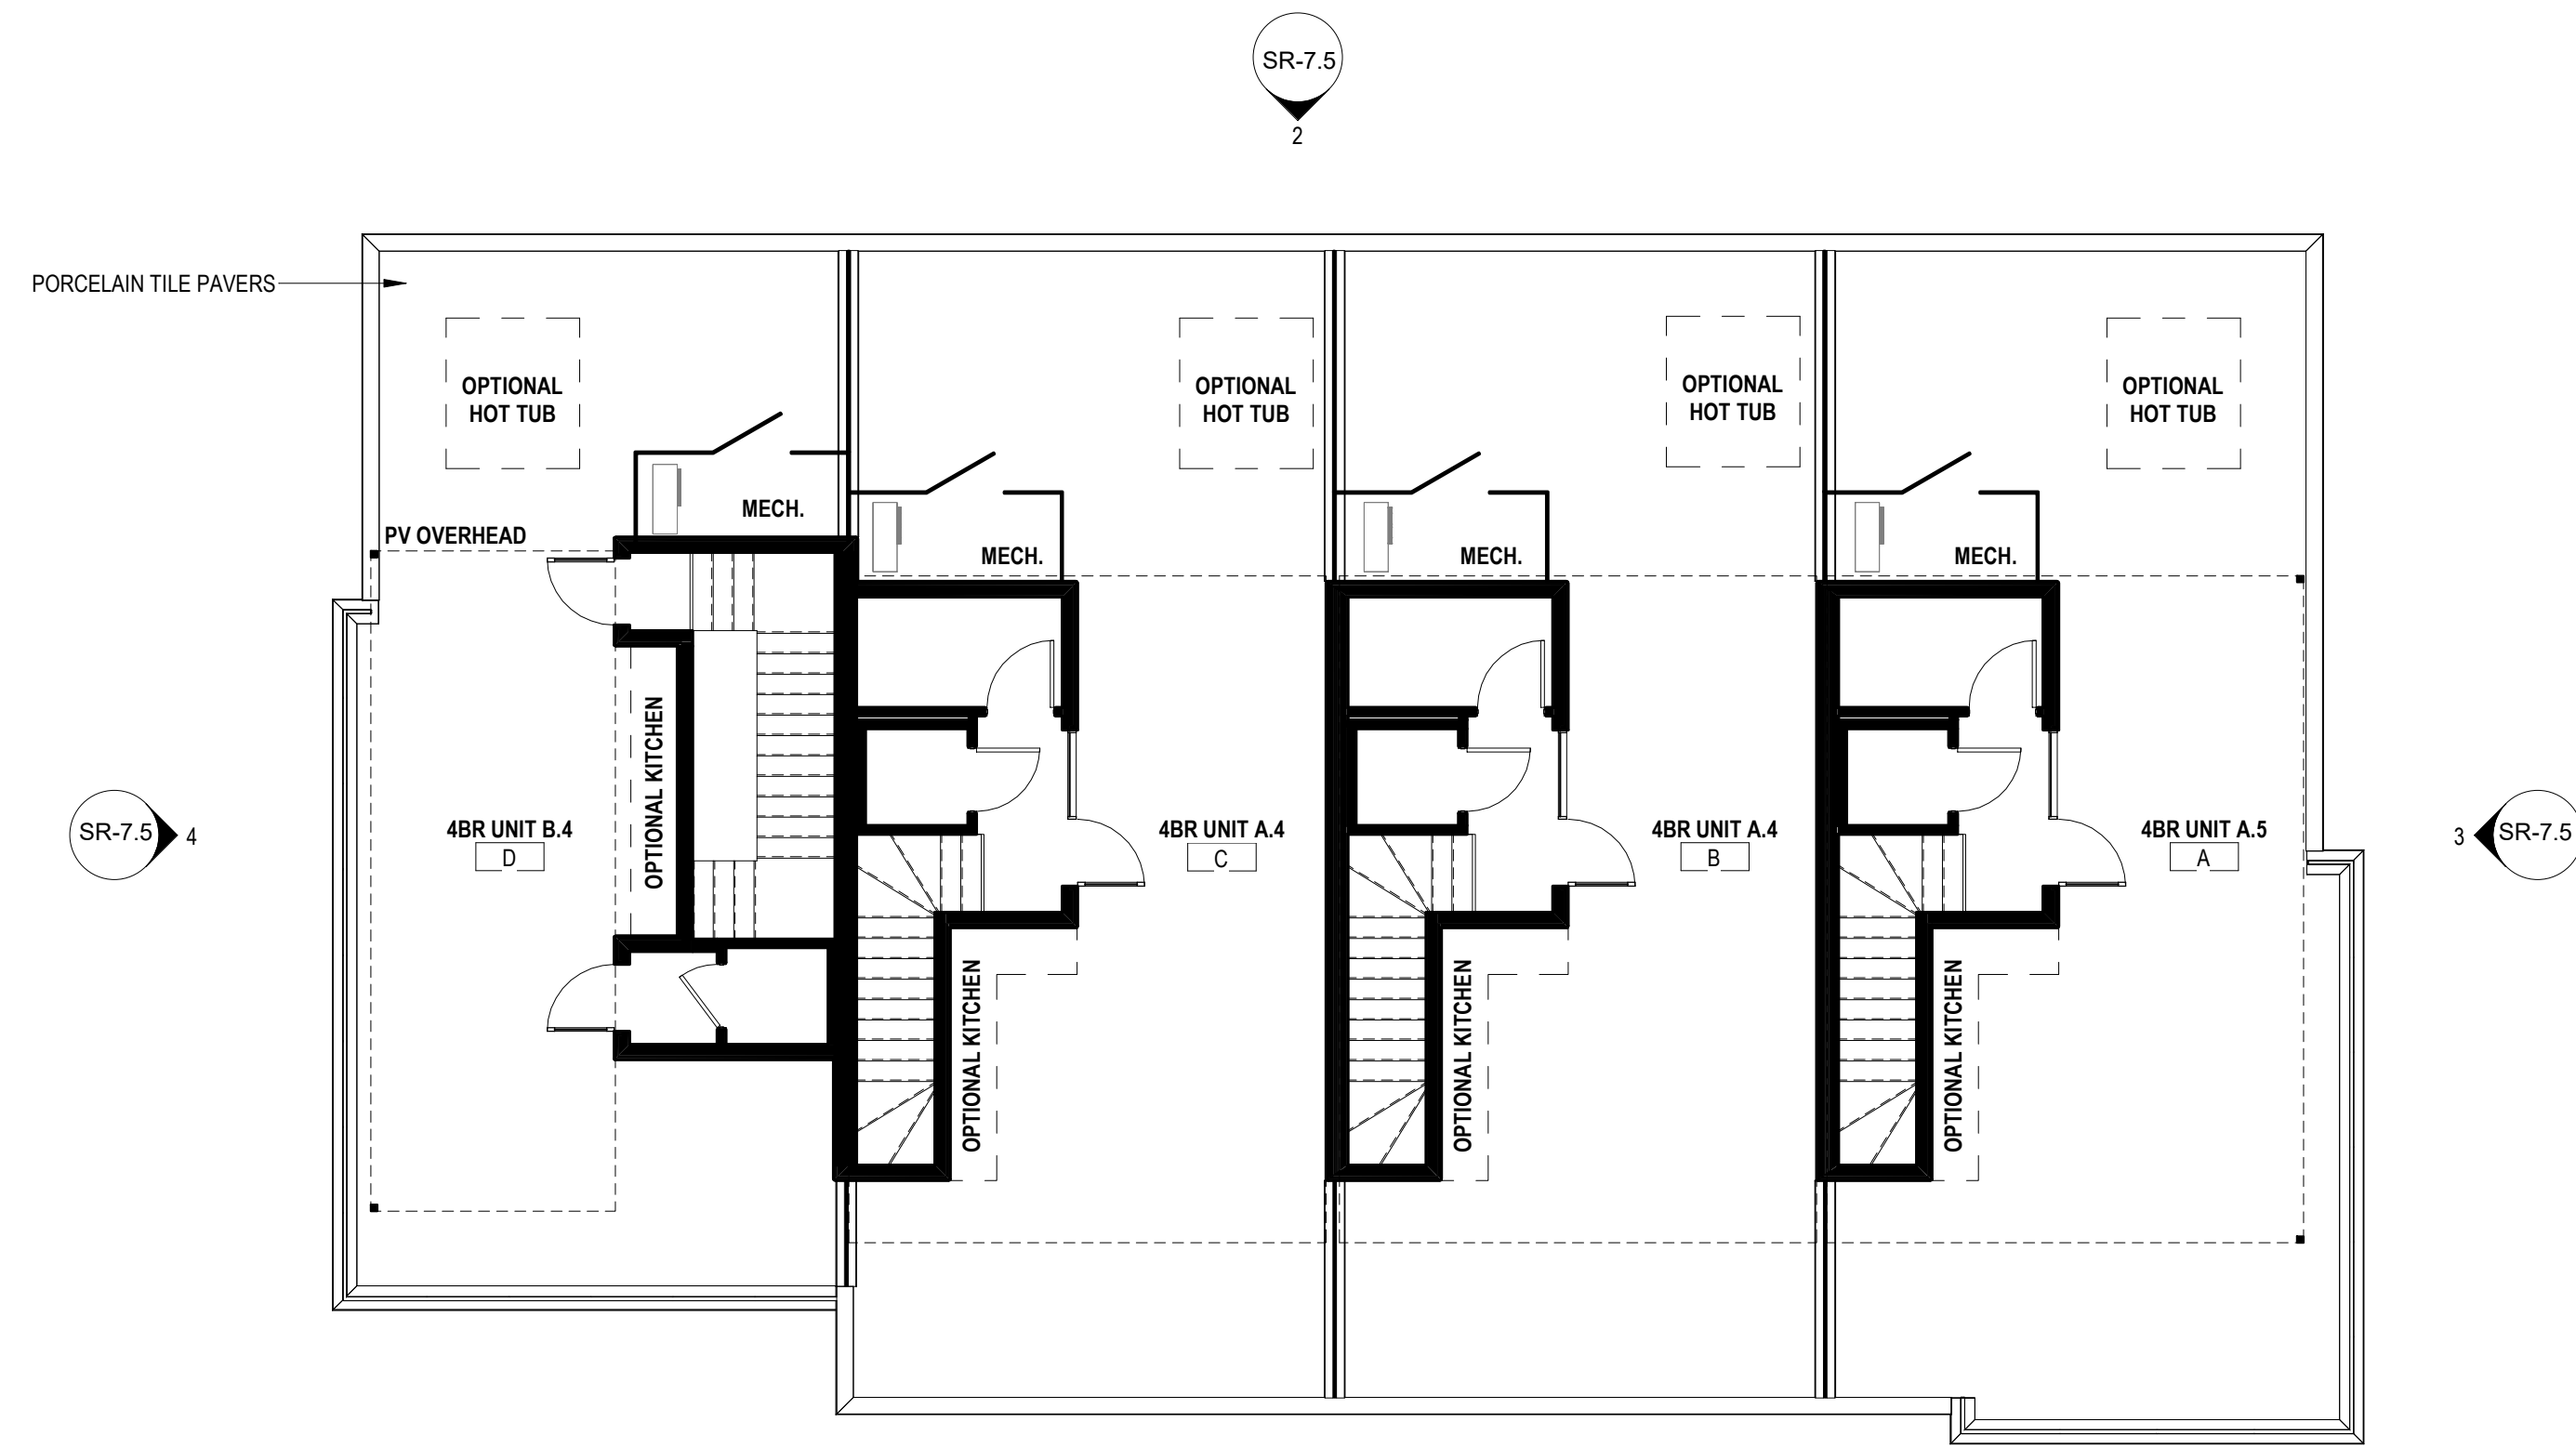 SR-7.5
2
PORCELAIN TILE PAVERS
OPTIONAL
HOT TUB
OPTIONAL
HOT TUB
OPTIONAL
HOT TUB
OPTIONAL
HOT TUB
MECH.
PV OVERHEAD
MECH.
MECH.
MECH.
OPTIONAL KITCHEN
SR-7.5
4
4BR UNIT B.4
D
4BR UNIT A.4
C
4BR UNIT A.4
B
4BR UNIT A.5
A
3
SR-7.5
OPTIONAL KITCHEN
OPTIONAL KITCHEN
OPTIONAL KITCHEN